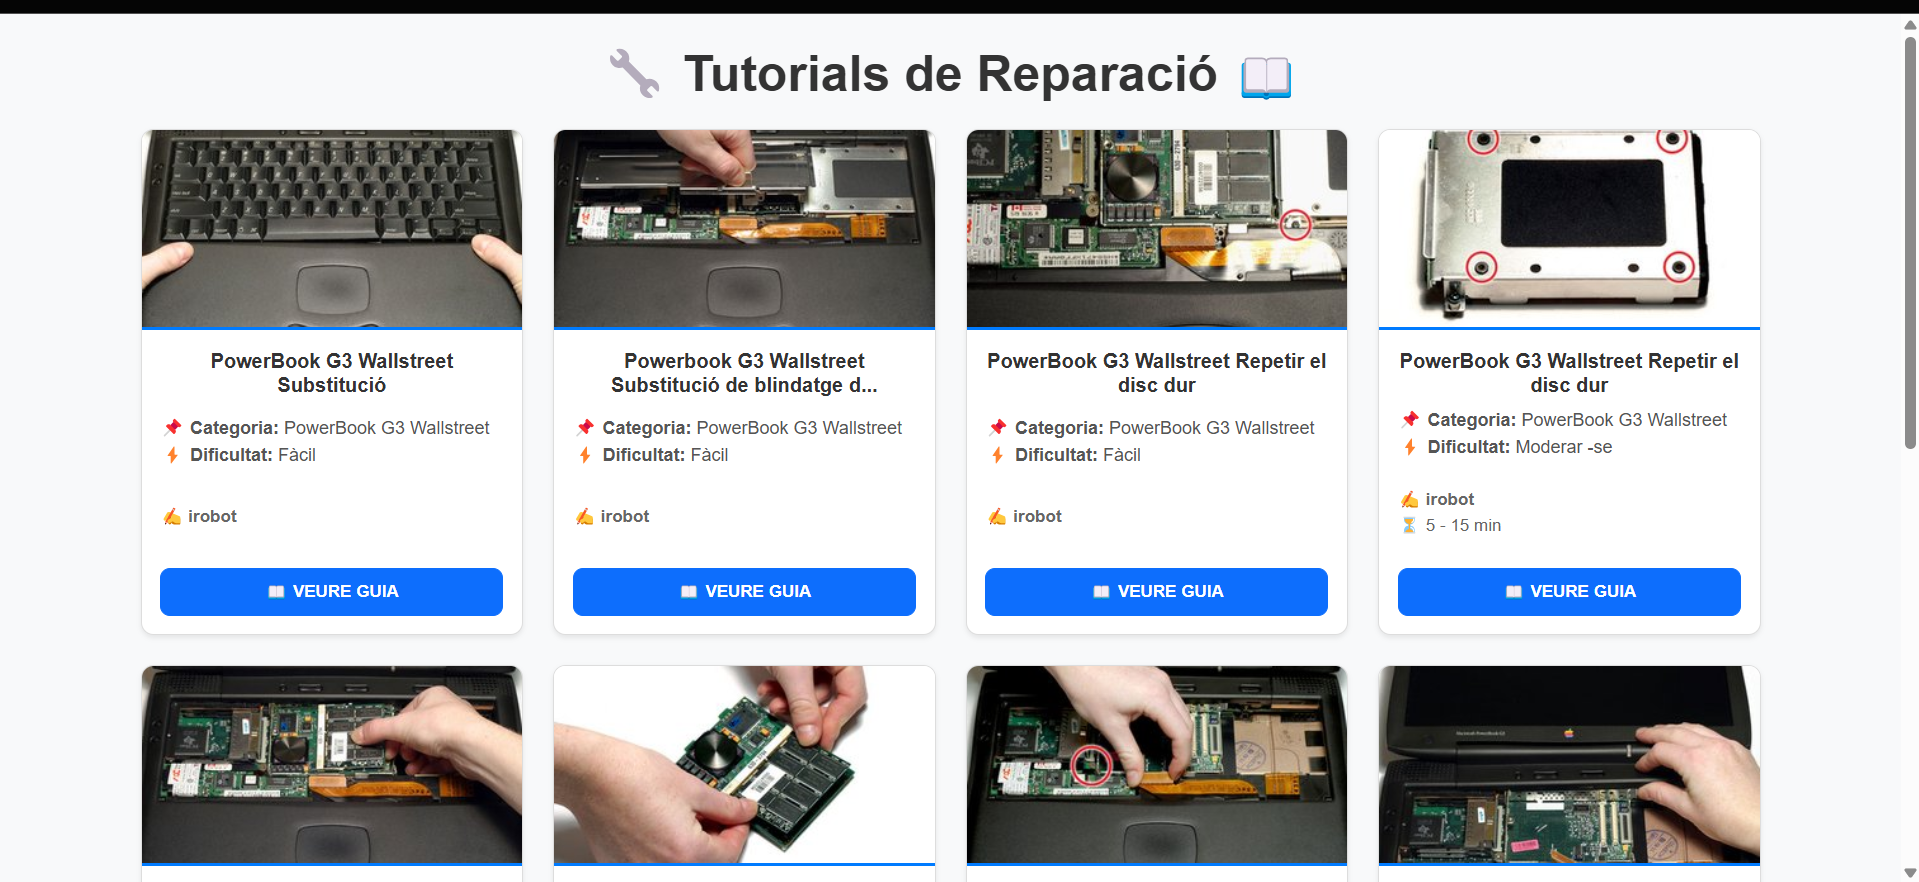 Tutorials de Reparació
PowerBook G3 Wallstreet
Substitució
Categoria: PowerBook G3 Wallstreet
Dificultat: Fàcil
irobot
VEURE GUIA
Powerbook G3 Wallstreet
Substitució de blindatge d...
Categoria: PowerBook G3 Wallstreet
Dificultat: Fàcil
irobot
VEURE GUIA
PowerBook G3 Wallstreet Repetir el
disc dur
Categoria: PowerBook G3 Wallstreet
Dificultat: Fàcil
irobot
VEURE GUIA
PowerBook G3 Wallstreet Repetir el
disc dur
Categoria: PowerBook G3 Wallstreet
Dificultat: Moderar -se
irobot
5 - 15 min
VEURE GUIA